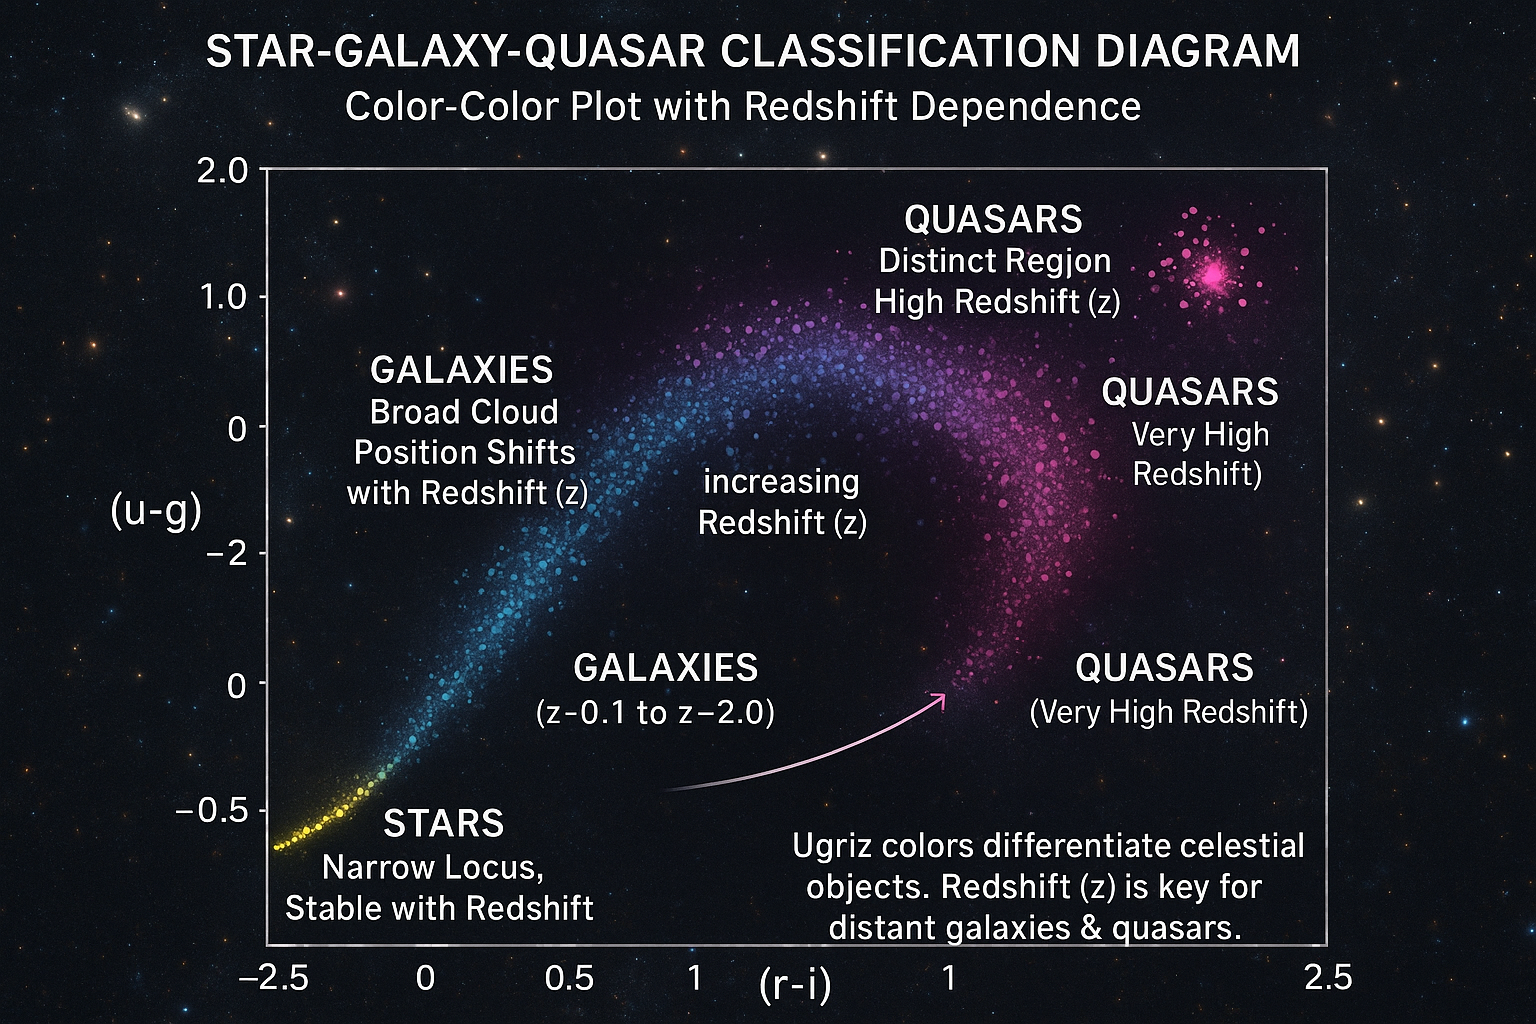 STAR-GALAXY-QUASAR CLASSIFICATION DIAGRAM
Color-Color Plot with Redshift Dependence
2.0
1.0
0
(u-g)
−2
0
−0.5
QUASARS
Distinct Regjon
High Redshift (z)
GALAXIES
Broad Cloud
Position Shifts
with Redshift (z)
QUASARS
Very High
Redshift)
increasing
Redshift (z)
GALAXIES
(z-0.1 to z−2.0)
QUASARS
(Very High Redshift)
STARS
Narrow Locus,
Stable with Redshift
Ugriz colors differentiate celestial
objects. Redshift (z) is key for
distant galaxies & quasars.
−2.5 0 0.5 1 (r-i) 1 2.5